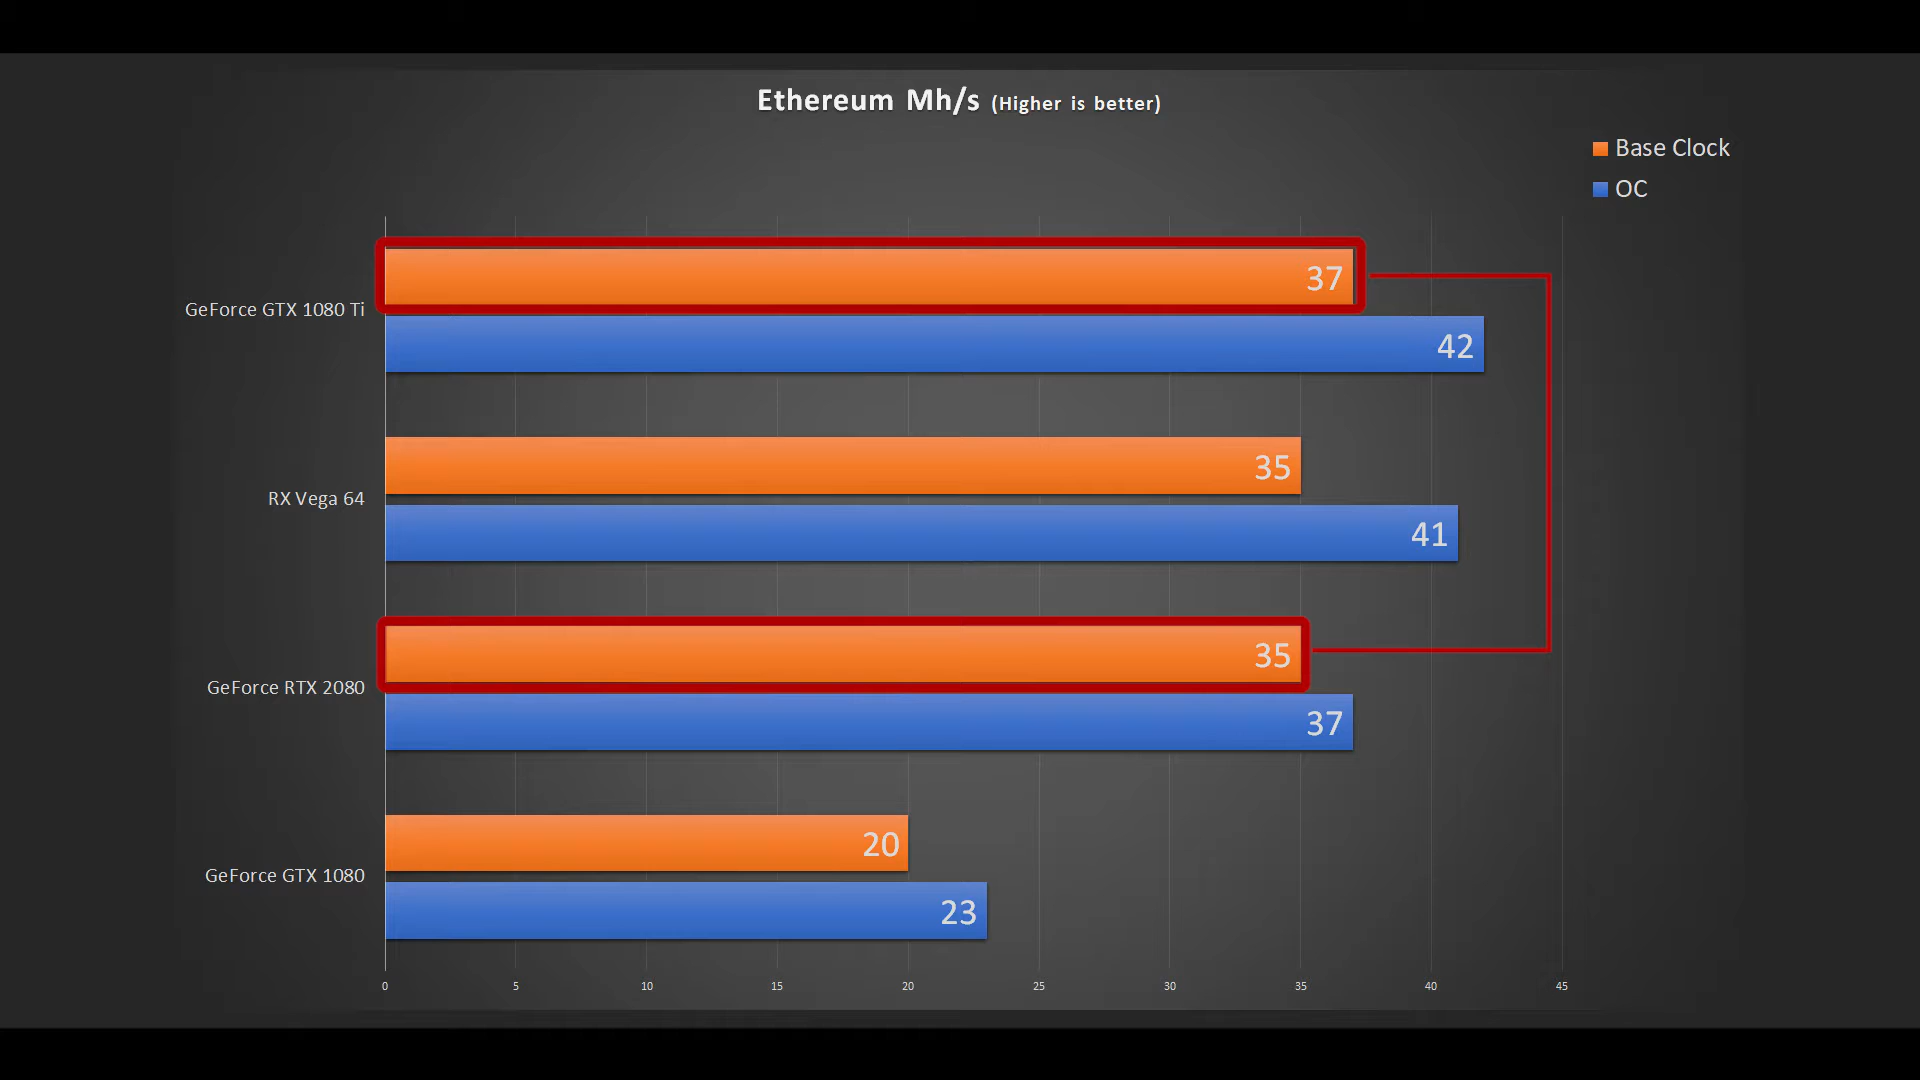 Ethereum Mh/s (Higher is better)
Base Clock
OC
GeForce GTX 1080 Ti
37
42
RX Vega 64
35
41
GeForce RTX 2080
35
37
GeForce GTX 1080
20
23
0 5 10 15 20 25 30 35 40 45